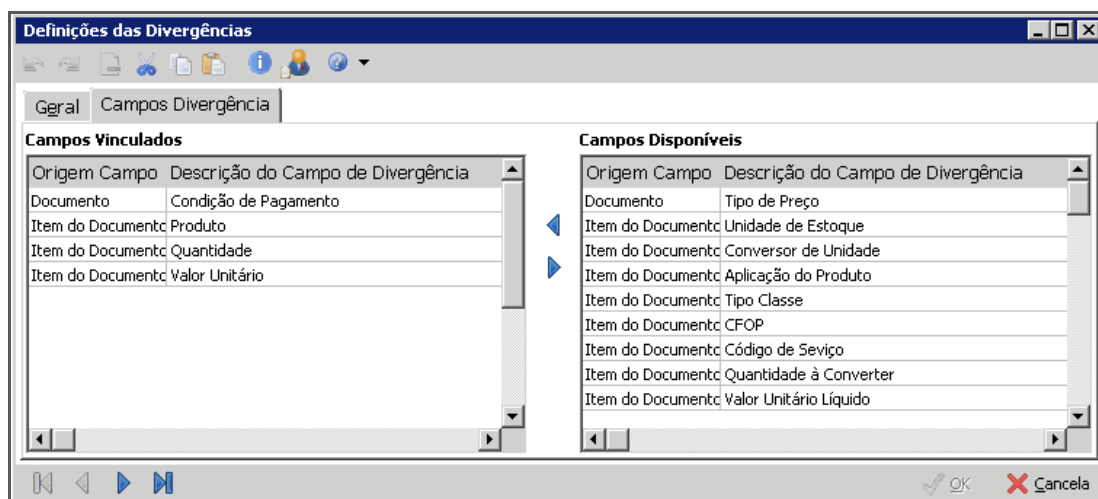 Definições das Divergências
Geral Campos Divergência
Campos Vinculados
Origem Campo Descrição do Campo de Divergência
Documento Condição de Pagamento
Item do Documento Produto
Item do Documento Quantidade
Item do Documento Valor Unitário
Campos Disponíveis
Origem Campo Descrição do Campo de Divergência
Documento Tipo de Preço
Item do Documento Unidade de Estoque
Item do Documento Conversor de Unidade
Item do Documento Aplicação do Produto
Item do Documento Tipo Classe
Item do Documento CFOP
Item do Documento Código de Seviço
Item do Documento Quantidade à Converter
Item do Documento Valor Unitário Líquido
OK Cancela